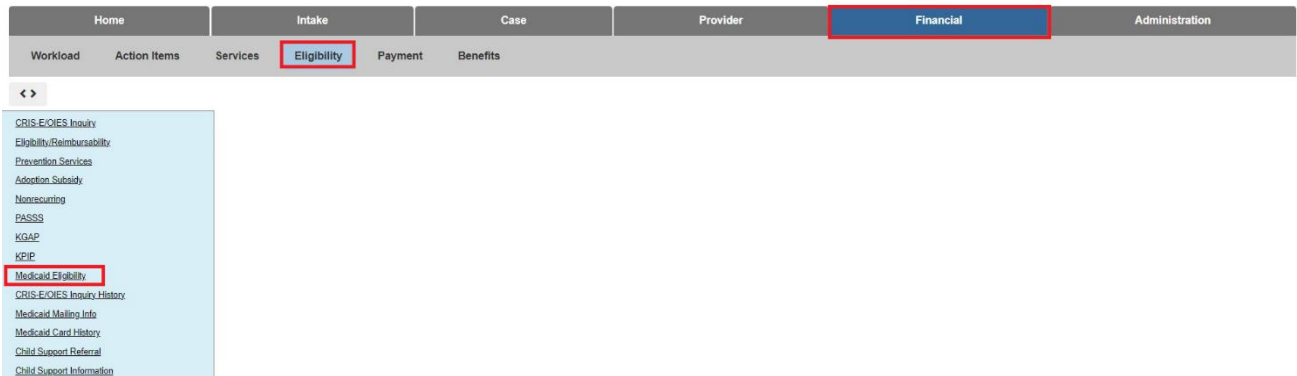 Home Intake Case Provider Financial Administration
Workload Action Items Services Eligibility Payment Benefits
< >
CRIS-E/OIES Inquiry
Eligibility/Reimbursability
Prevention Services
Adoption Subsidy
Nonrecurring
PASSS
KGAP
KPIP
Medicaid Eligibility
CRIS-E/OIES Inquiry History
Medicaid Mailing Info
Medicaid Card History
Child Support Referral
Child Support Information